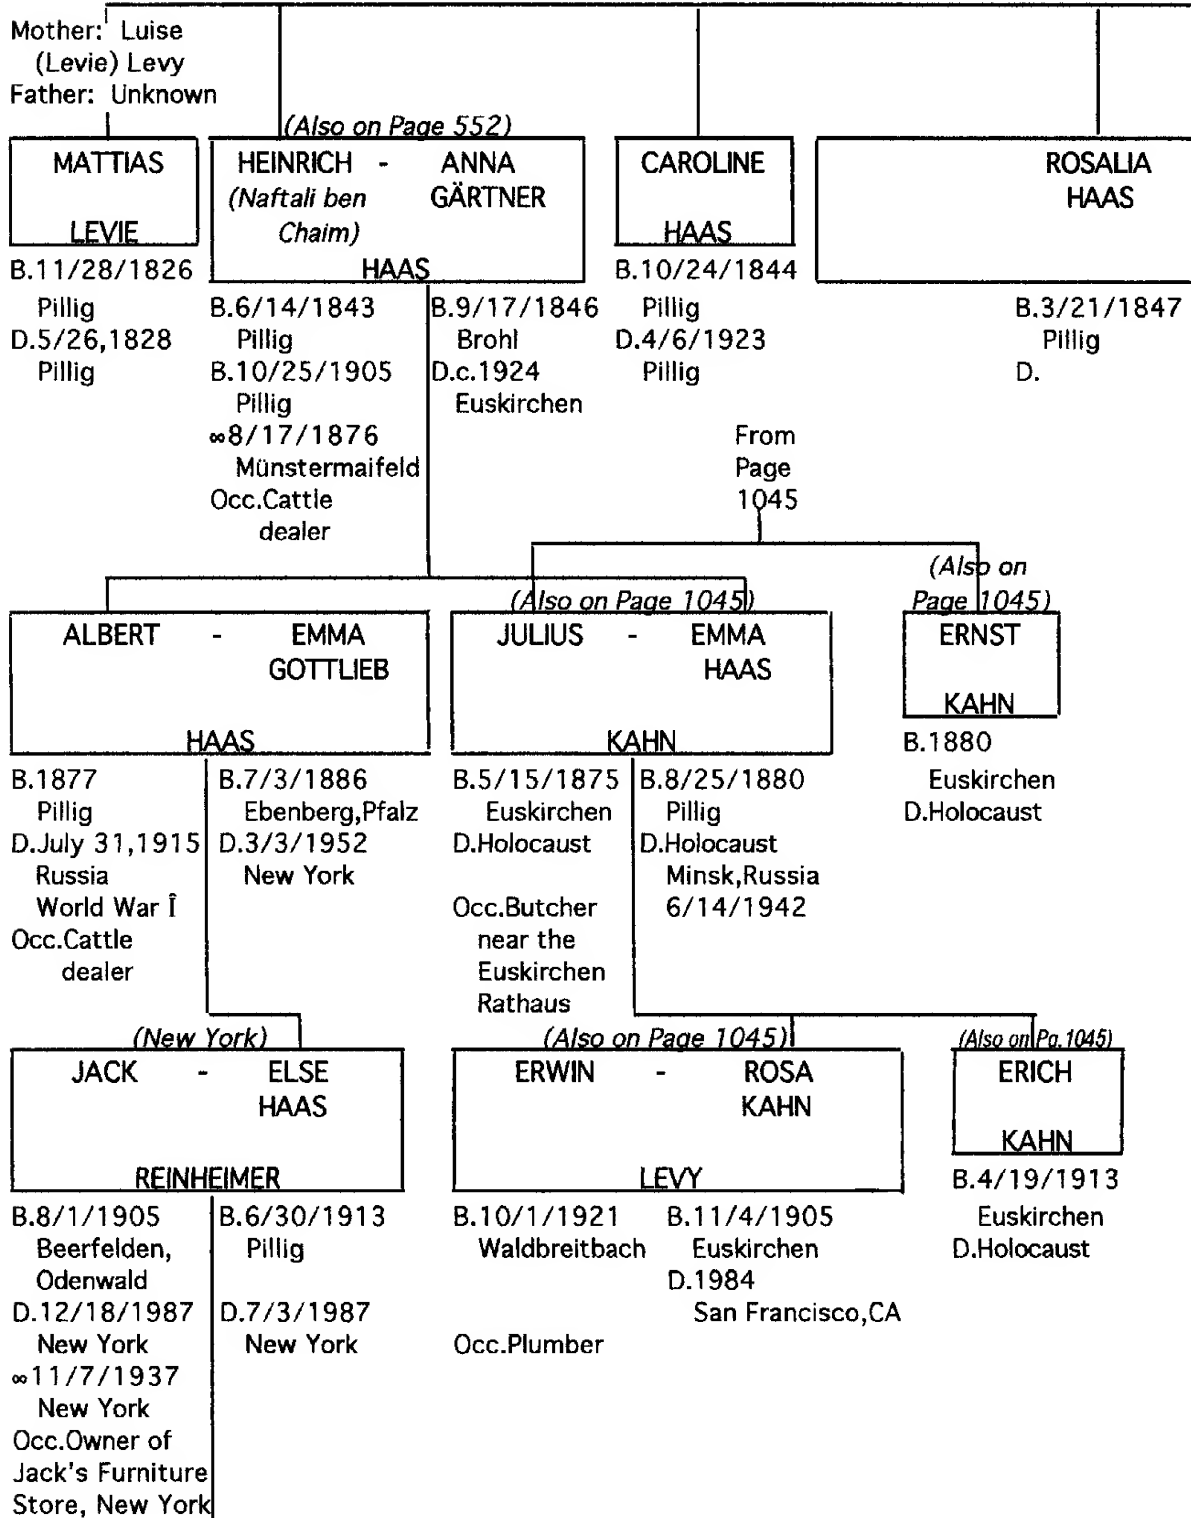 Mother: Luise
(Levie) Levy
Father: Unknown
MATTIAS
LEVIE
B.11/28/1826
Pillig
D.5/26,1828
Pillig
(Also on Page 552)
HEINRICH - ANNA
(Naftali ben GÄRTNER
Chaim)
HAAS
B.6/14/1843
Pillig
B.10/25/1905
Pillig
∞8/17/1876
Münstermaifeld
Occ.Cattle
dealer
B.9/17/1846
Brohl
D.c.1924
Euskirchen
CAROLINE
HAAS
B.10/24/1844
Pillig
D.4/6/1923
Pillig
ROSALIA
HAAS
B.3/21/1847
Pillig
D.
From
Page
1045
ALBERT - EMMA
GOTTLIEB
HAAS
B.1877
Pillig
D.July 31,1915
Russia
World War Î
Occ.Cattle
dealer
B.7/3/1886
Ebenberg,Pfalz
D.3/3/1952
New York
(Also on Page 1045)
JULIUS - EMMA
HAAS
KAHN
B.5/15/1875
Euskirchen
D.Holocaust
Occ.Butcher
near the
Euskirchen
Rathaus
B.8/25/1880
Pillig
D.Holocaust
Minsk,Russia
6/14/1942
(Also on
Page 1045)
ERNST
KAHN
B.1880
Euskirchen
D.Holocaust
(New York)
JACK - ELSE
HAAS
REINHEIMER
B.8/1/1905
Beerfelden,
Odenwald
D.12/18/1987
New York
∞11/7/1937
New York
Occ.Owner of
Jack's Furniture
Store, New York
B.6/30/1913
Pillig
D.7/3/1987
New York
(Also on Page 1045)
ERWIN - ROSA
KAHN
LEVY
B.10/1/1921
Waldbreitbach
Occ.Plumber
B.11/4/1905
Euskirchen
D.1984
San Francisco,CA
(Also on Pg.1045)
ERICH
KAHN
B.4/19/1913
Euskirchen
D.Holocaust